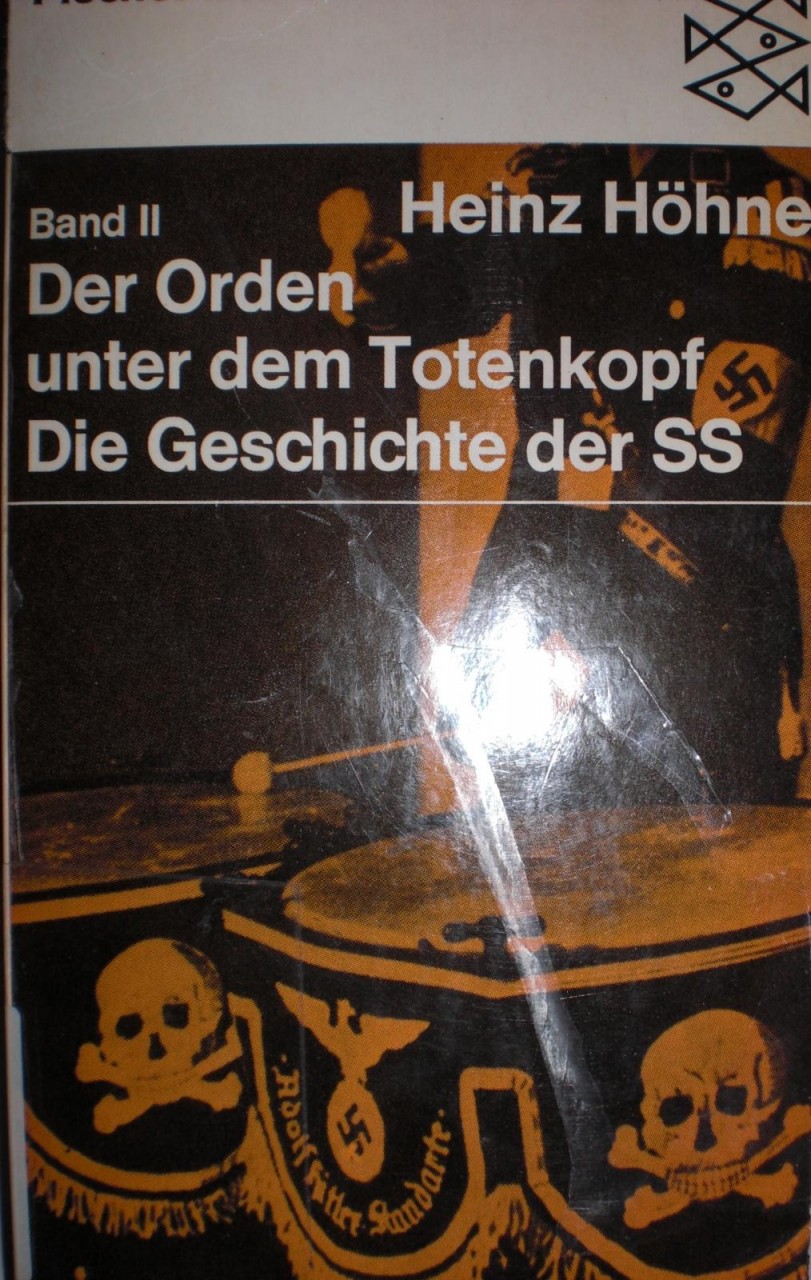 Band II
Heinz Höhne
Der Orden
unter dem Totenkopf
Die Geschichte der SS
· Adolf Hitler Standarte ·